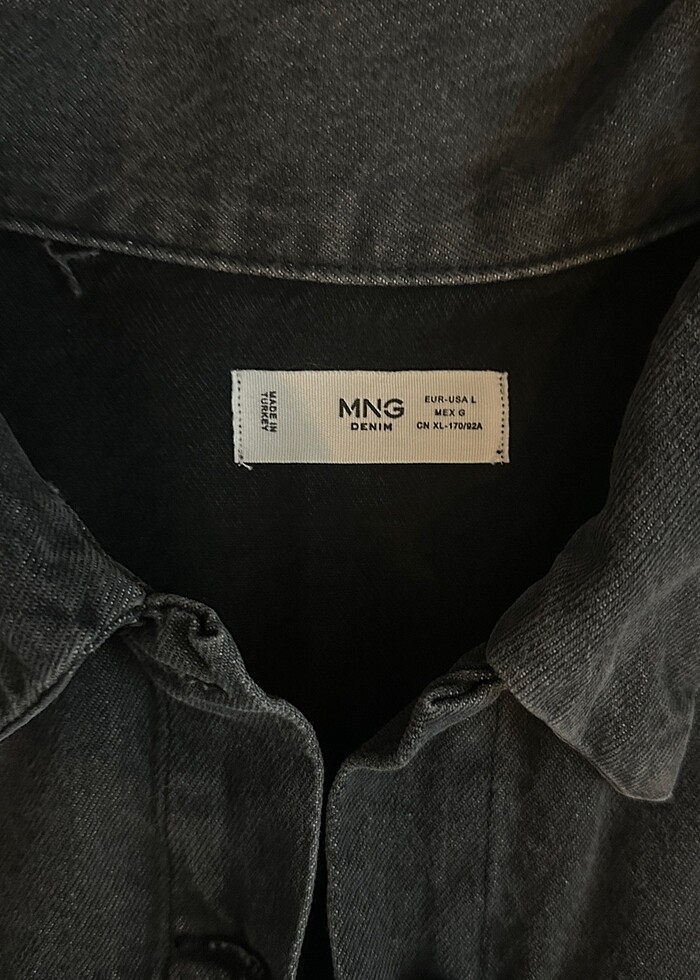 MADE IN
TURKEY
MNG
DENIM
EUR-USA L
MEX G
CN XL-170/92A